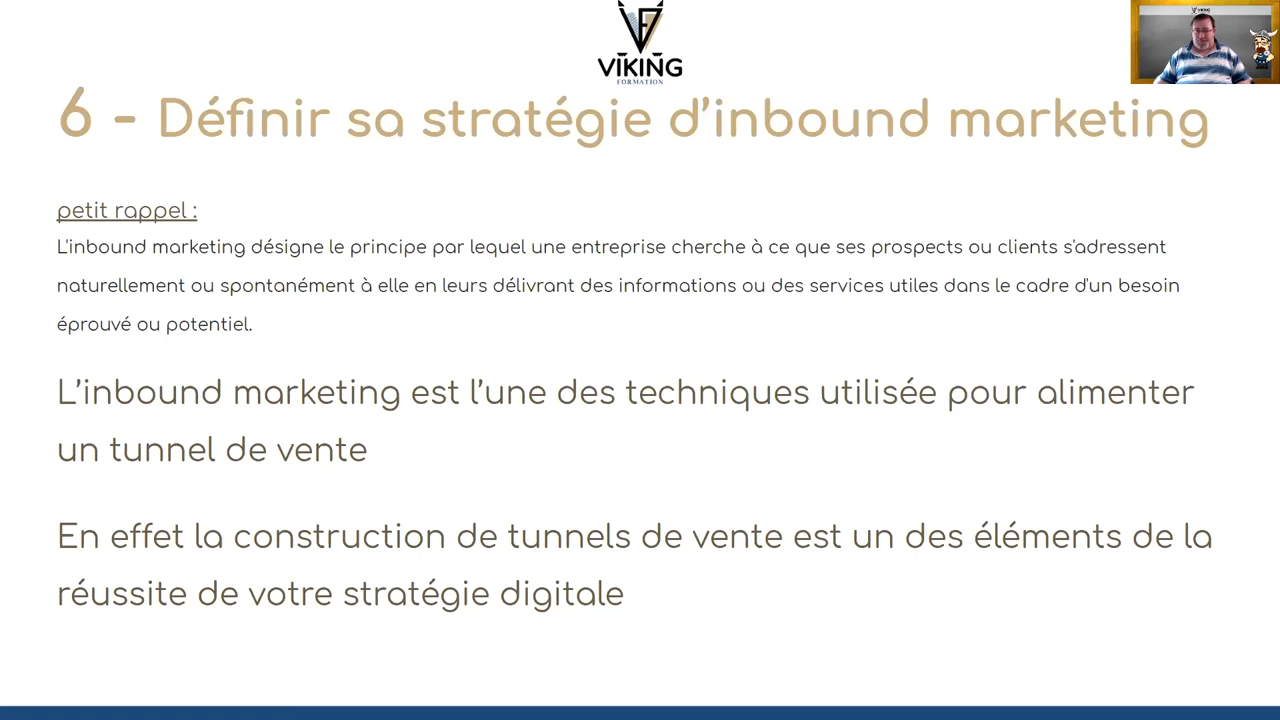 VIKING
FORMATION
VIKING
6 - Définir sa stratégie d’inbound marketing
petit rappel :
L'inbound marketing désigne le principe par lequel une entreprise cherche à ce que ses prospects ou clients s'adressent
naturellement ou spontanément à elle en leurs délivrant des informations ou des services utiles dans le cadre d'un besoin
éprouvé ou potentiel.
L’inbound marketing est l’une des techniques utilisée pour alimenter
un tunnel de vente
En effet la construction de tunnels de vente est un des éléments de la
réussite de votre stratégie digitale